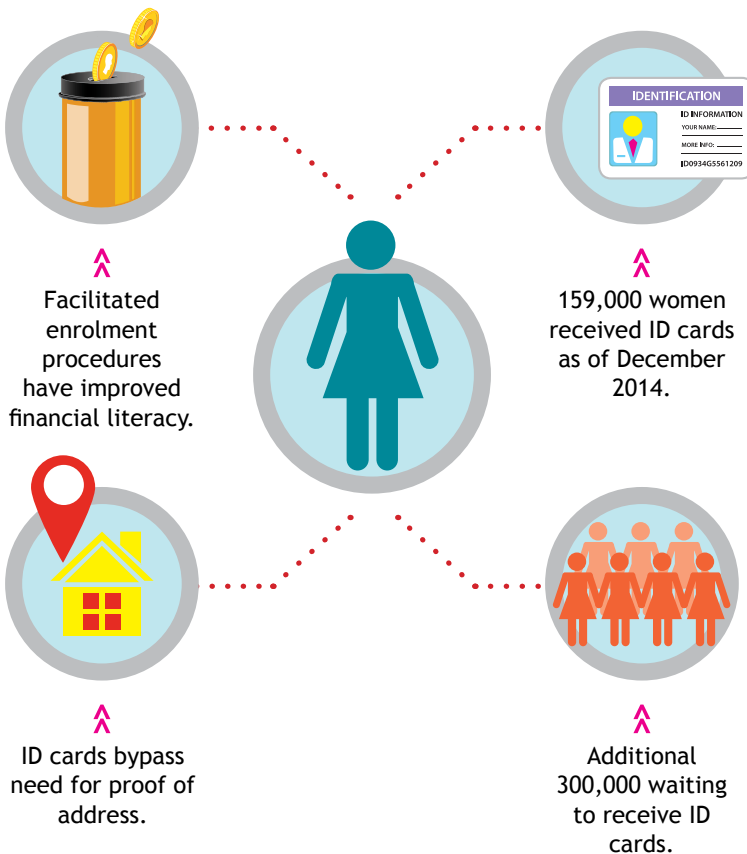 IDENTIFICATION
ID INFORMATION
YOUR NAME:
MORE INFO:
ID0934G5561209
Facilitated
enrolment
procedures
have improved
financial literacy.
159,000 women
received ID cards
as of December
2014.
ID cards bypass
need for proof of
address.
Additional
300,000 waiting
to receive ID
cards.